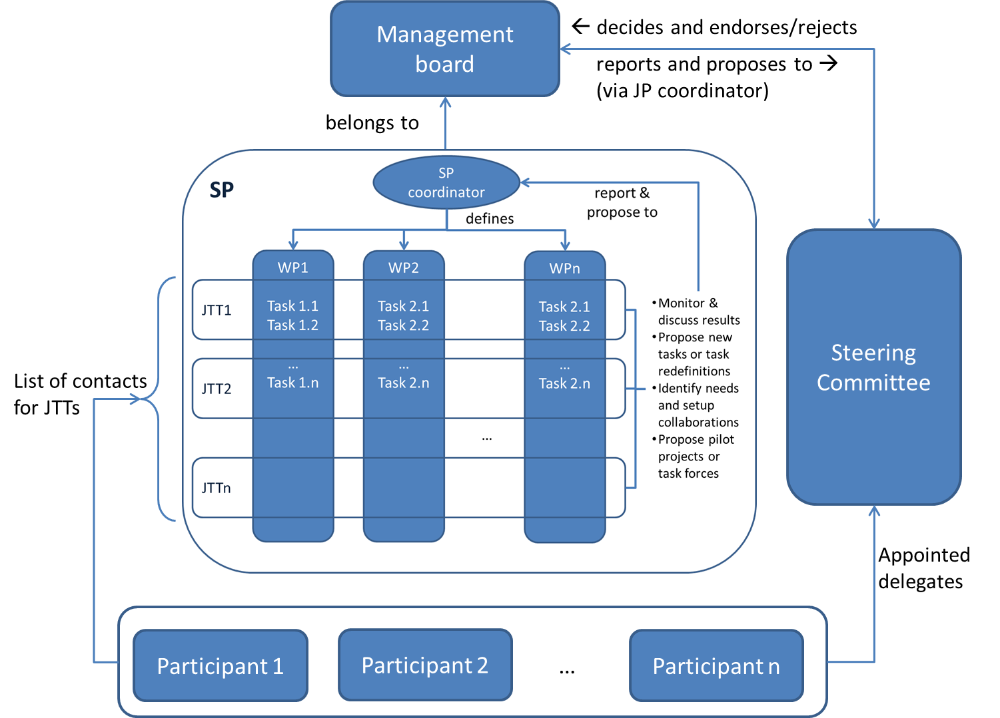 Management
board
← decides and endorses/rejects
reports and proposes to →
(via JP coordinator)
belongs to
SP
SP
coordinator
report &
propose to
defines
WP1
WP2
WPn
JTT1
Task 1.1
Task 1.2
Task 2.1
Task 2.2
Task 2.1
Task 2.2
JTT2
...
Task 1.n
...
Task 2.n
...
Task 2.n
...
JTTn
•Monitor &
discuss results
•Propose new
tasks or task
redefinitions
•Identify needs
and setup
collaborations
•Propose pilot
projects or
task forces
List of contacts
for JTTs
Steering
Committee
Appointed
delegates
Participant 1
Participant 2
...
Participant n